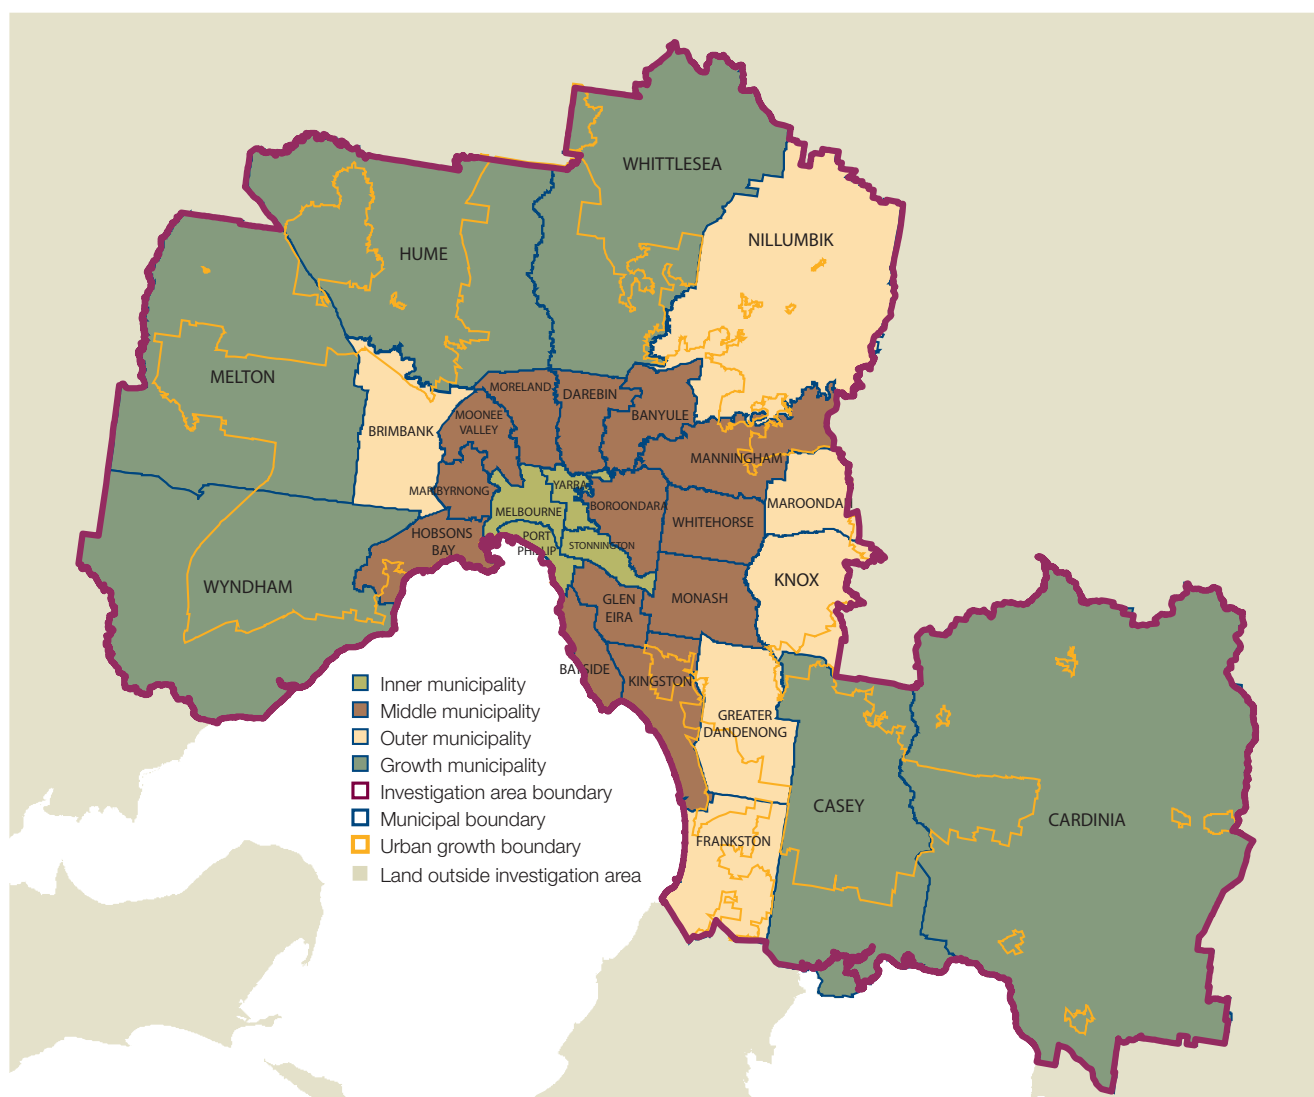 WHITTLESEA
NILLUMBIK
HUME
MELTON
MORELAND
DAREBIN
MOONEE
VALLEY
BANYULE
BRIMBANK
MANNINGHAM
MARIBYRNONG
YARRA
MAROONDAH
MELBOURNE
BOROONDARA
WHITEHORSE
HOBSONS
BAY
PORT
PHILLIP
STONNINGTON
WYNDHAM
GLEN
EIRA
MONASH
KNOX
BAYSIDE
KINGSTON
GREATER
DANDENONG
CASEY
CARDINIA
FRANKSTON
Inner municipality
Middle municipality
Outer municipality
Growth municipality
Investigation area boundary
Municipal boundary
Urban growth boundary
Land outside investigation area